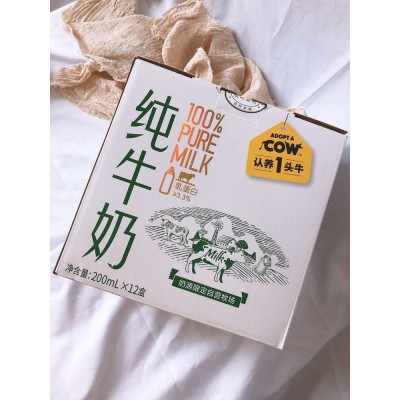 纯牛奶
100%
PURE
MILK
乳蛋白
≥3.3%
ADOPT A
COW
认养1头牛
Milk
奶源限定自营牧场
净含量:200mL×12盒